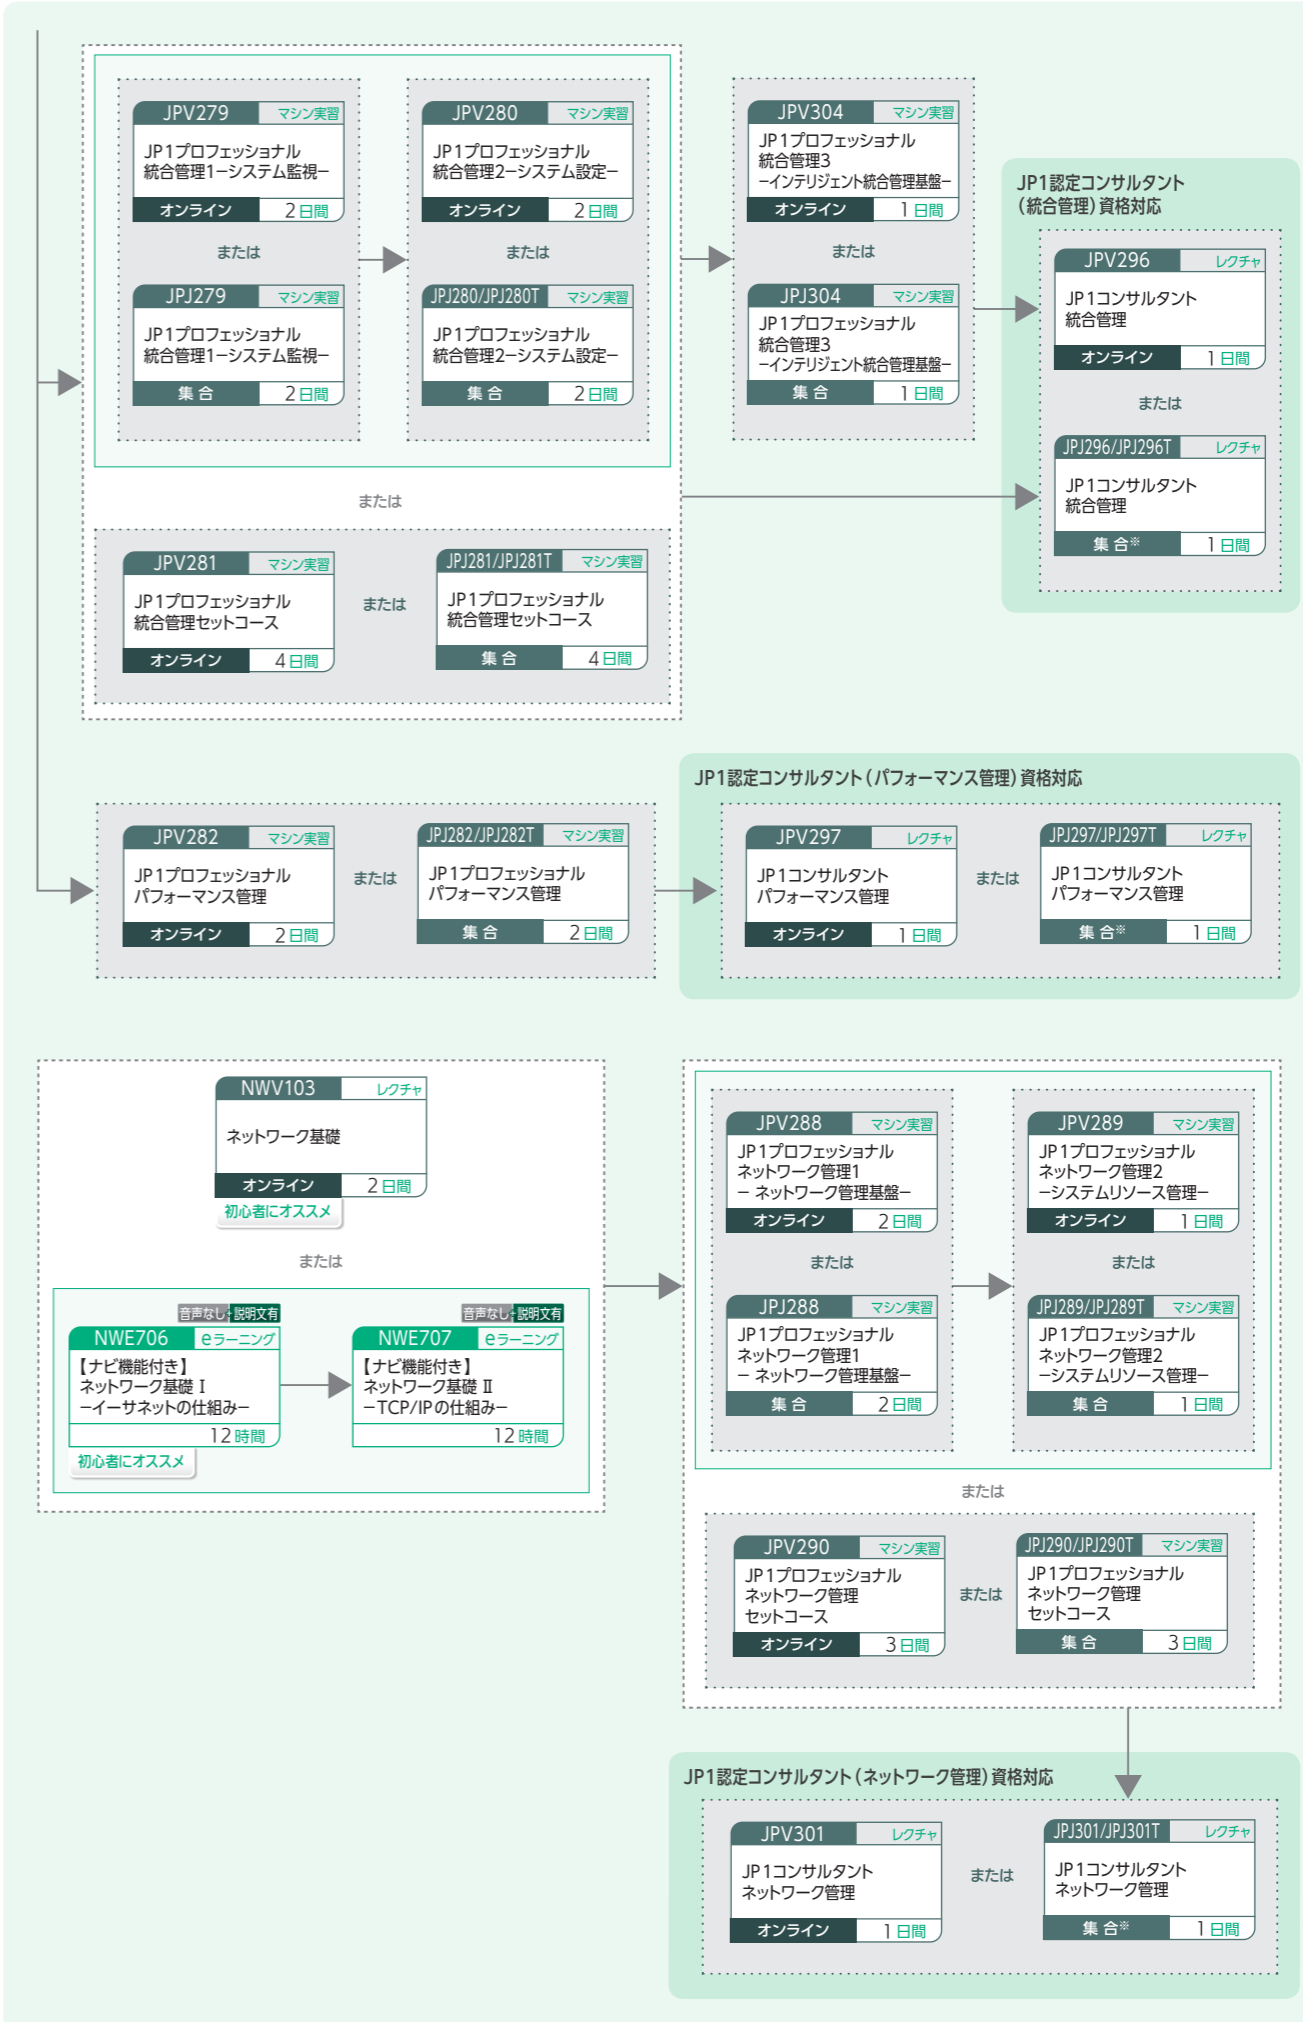 JPV279 マシン実習
JP1プロフェッショナル
統合管理1－システム監視－
オンライン 2日間
または
JPJ279 マシン実習
JP1プロフェッショナル
統合管理1－システム監視－
集合 2日間
JPV280 マシン実習
JP1プロフェッショナル
統合管理2－システム設定－
オンライン 2日間
または
JPJ280/JPJ280T マシン実習
JP1プロフェッショナル
統合管理2－システム設定－
集合 2日間
JPV304 マシン実習
JP1プロフェッショナル
統合管理3
－インテリジェント統合管理基盤－
オンライン 1日間
または
JPJ304 マシン実習
JP1プロフェッショナル
統合管理3
－インテリジェント統合管理基盤－
集合 1日間
JP1認定コンサルタント
（統合管理）資格対応
JPV296 レクチャ
JP1コンサルタント
統合管理
オンライン 1日間
または
JPJ296/JPJ296T レクチャ
JP1コンサルタント
統合管理
集合※ 1日間
または
JPV281 マシン実習
JP1プロフェッショナル
統合管理セットコース
オンライン 4日間
または
JPJ281/JPJ281T マシン実習
JP1プロフェッショナル
統合管理セットコース
集合 4日間
JPV282 マシン実習
JP1プロフェッショナル
パフォーマンス管理
オンライン 2日間
または
JPJ282/JPJ282T マシン実習
JP1プロフェッショナル
パフォーマンス管理
集合 2日間
JP1認定コンサルタント（パフォーマンス管理）資格対応
JPV297 レクチャ
JP1コンサルタント
パフォーマンス管理
オンライン 1日間
または
JPJ297/JPJ297T レクチャ
JP1コンサルタント
パフォーマンス管理
集合※ 1日間
NWV103 レクチャ
ネットワーク基礎
オンライン 2日間
初心者にオススメ
または
音声なし+説明文有
NWE706 eラーニング
【ナビ機能付き】
ネットワーク基礎 Ⅰ
－イーサネットの仕組み－
12時間
初心者にオススメ
音声なし+説明文有
NWE707 eラーニング
【ナビ機能付き】
ネットワーク基礎 Ⅱ
－TCP/IPの仕組み－
12時間
JPV288 マシン実習
JP1プロフェッショナル
ネットワーク管理1
－ ネットワーク管理基盤－
オンライン 2日間
または
JPJ288 マシン実習
JP1プロフェッショナル
ネットワーク管理1
－ ネットワーク管理基盤－
集合 2日間
JPV289 マシン実習
JP1プロフェッショナル
ネットワーク管理2
－システムリソース管理－
オンライン 1日間
または
JPJ289/JPJ289T マシン実習
JP1プロフェッショナル
ネットワーク管理2
－システムリソース管理－
集合 1日間
または
JPV290 マシン実習
JP1プロフェッショナル
ネットワーク管理
セットコース
オンライン 3日間
または
JPJ290/JPJ290T マシン実習
JP1プロフェッショナル
ネットワーク管理
セットコース
集合 3日間
JP1認定コンサルタント（ネットワーク管理）資格対応
JPV301 レクチャ
JP1コンサルタント
ネットワーク管理
オンライン 1日間
または
JPJ301/JPJ301T レクチャ
JP1コンサルタント
ネットワーク管理
集合※ 1日間